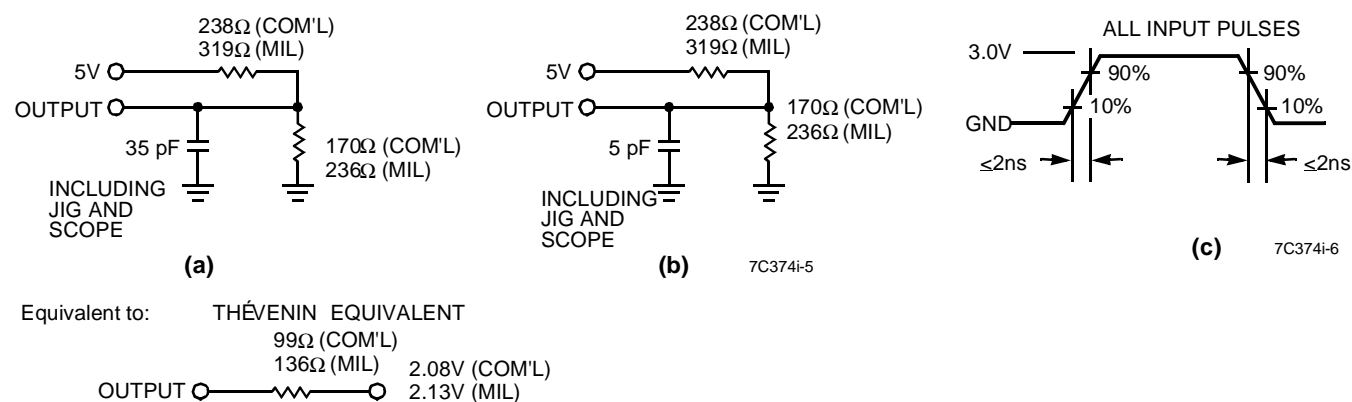 238Ω (COM'L)
319Ω (MIL)
5V
OUTPUT
35 pF
170Ω (COM'L)
236Ω (MIL)
INCLUDING
JIG AND
SCOPE
(a)
238Ω (COM'L)
319Ω (MIL)
5V
OUTPUT
5 pF
170Ω (COM'L)
236Ω (MIL)
INCLUDING
JIG AND
SCOPE
(b)
7C374i-5
ALL INPUT PULSES
3.0V
90%
90%
10%
10%
GND
≤2ns
≤2ns
(c)
7C374i-6
Equivalent to: THÉVENIN EQUIVALENT
99Ω (COM'L)
136Ω (MIL)
2.08V (COM'L)
OUTPUT
2.13V (MIL)